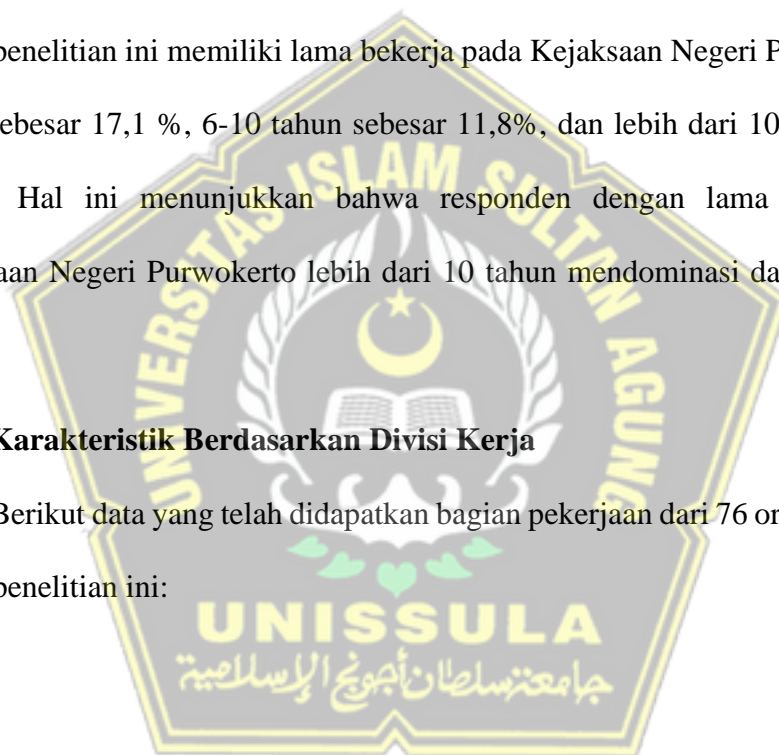 penelitian ini memiliki lama bekerja pada Kejaksaan Negeri P
ebesar 17,1 %, 6-10 tahun sebesar 11,8%, dan lebih dari 10
Hal ini menunjukkan bahwa responden dengan lama
aan Negeri Purwokerto lebih dari 10 tahun mendominasi da
Karakteristik Berdasarkan Divisi Kerja
Berikut data yang telah didapatkan bagian pekerjaan dari 76 or
penelitian ini:
UNIVERSITAS ISLAM SULTAN AGUNG
UNISSULA
جامعة سلطان أجونج الإسلامية